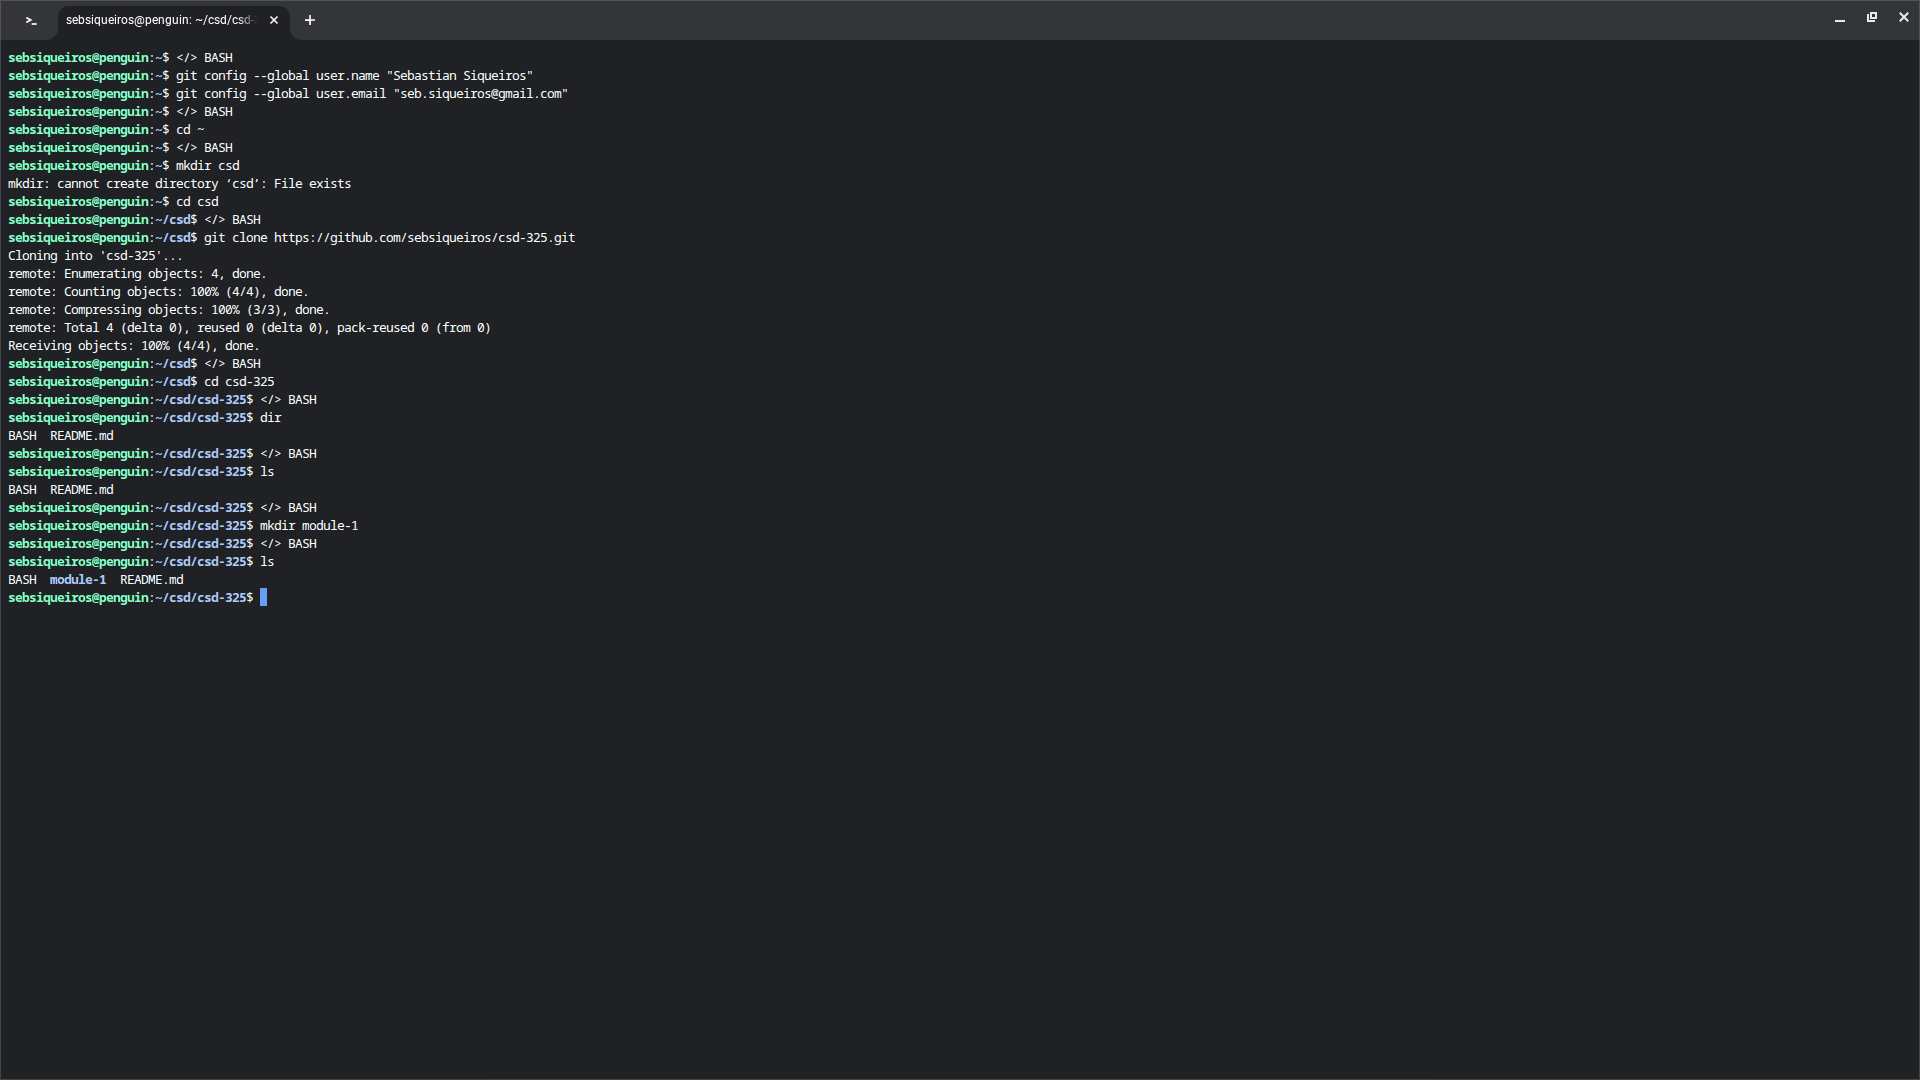 sebsiqueiros@penguin: ~/csd/csd-
sebsiqueiros@penguin:~$ </> BASH
sebsiqueiros@penguin:~$ git config --global user.name "Sebastian Siqueiros"
sebsiqueiros@penguin:~$ git config --global user.email "seb.siqueiros@gmail.com"
sebsiqueiros@penguin:~$ </> BASH
sebsiqueiros@penguin:~$ cd ~
sebsiqueiros@penguin:~$ </> BASH
sebsiqueiros@penguin:~$ mkdir csd
mkdir: cannot create directory ‘csd’: File exists
sebsiqueiros@penguin:~$ cd csd
sebsiqueiros@penguin:~/csd$ </> BASH
sebsiqueiros@penguin:~/csd$ git clone https://github.com/sebsiqueiros/csd-325.git
Cloning into 'csd-325'...
remote: Enumerating objects: 4, done.
remote: Counting objects: 100% (4/4), done.
remote: Compressing objects: 100% (3/3), done.
remote: Total 4 (delta 0), reused 0 (delta 0), pack-reused 0 (from 0)
Receiving objects: 100% (4/4), done.
sebsiqueiros@penguin:~/csd$ </> BASH
sebsiqueiros@penguin:~/csd$ cd csd-325
sebsiqueiros@penguin:~/csd/csd-325$ </> BASH
sebsiqueiros@penguin:~/csd/csd-325$ dir
BASH  README.md
sebsiqueiros@penguin:~/csd/csd-325$ </> BASH
sebsiqueiros@penguin:~/csd/csd-325$ ls
BASH  README.md
sebsiqueiros@penguin:~/csd/csd-325$ </> BASH
sebsiqueiros@penguin:~/csd/csd-325$ mkdir module-1
sebsiqueiros@penguin:~/csd/csd-325$ </> BASH
sebsiqueiros@penguin:~/csd/csd-325$ ls
BASH  module-1  README.md
sebsiqueiros@penguin:~/csd/csd-325$